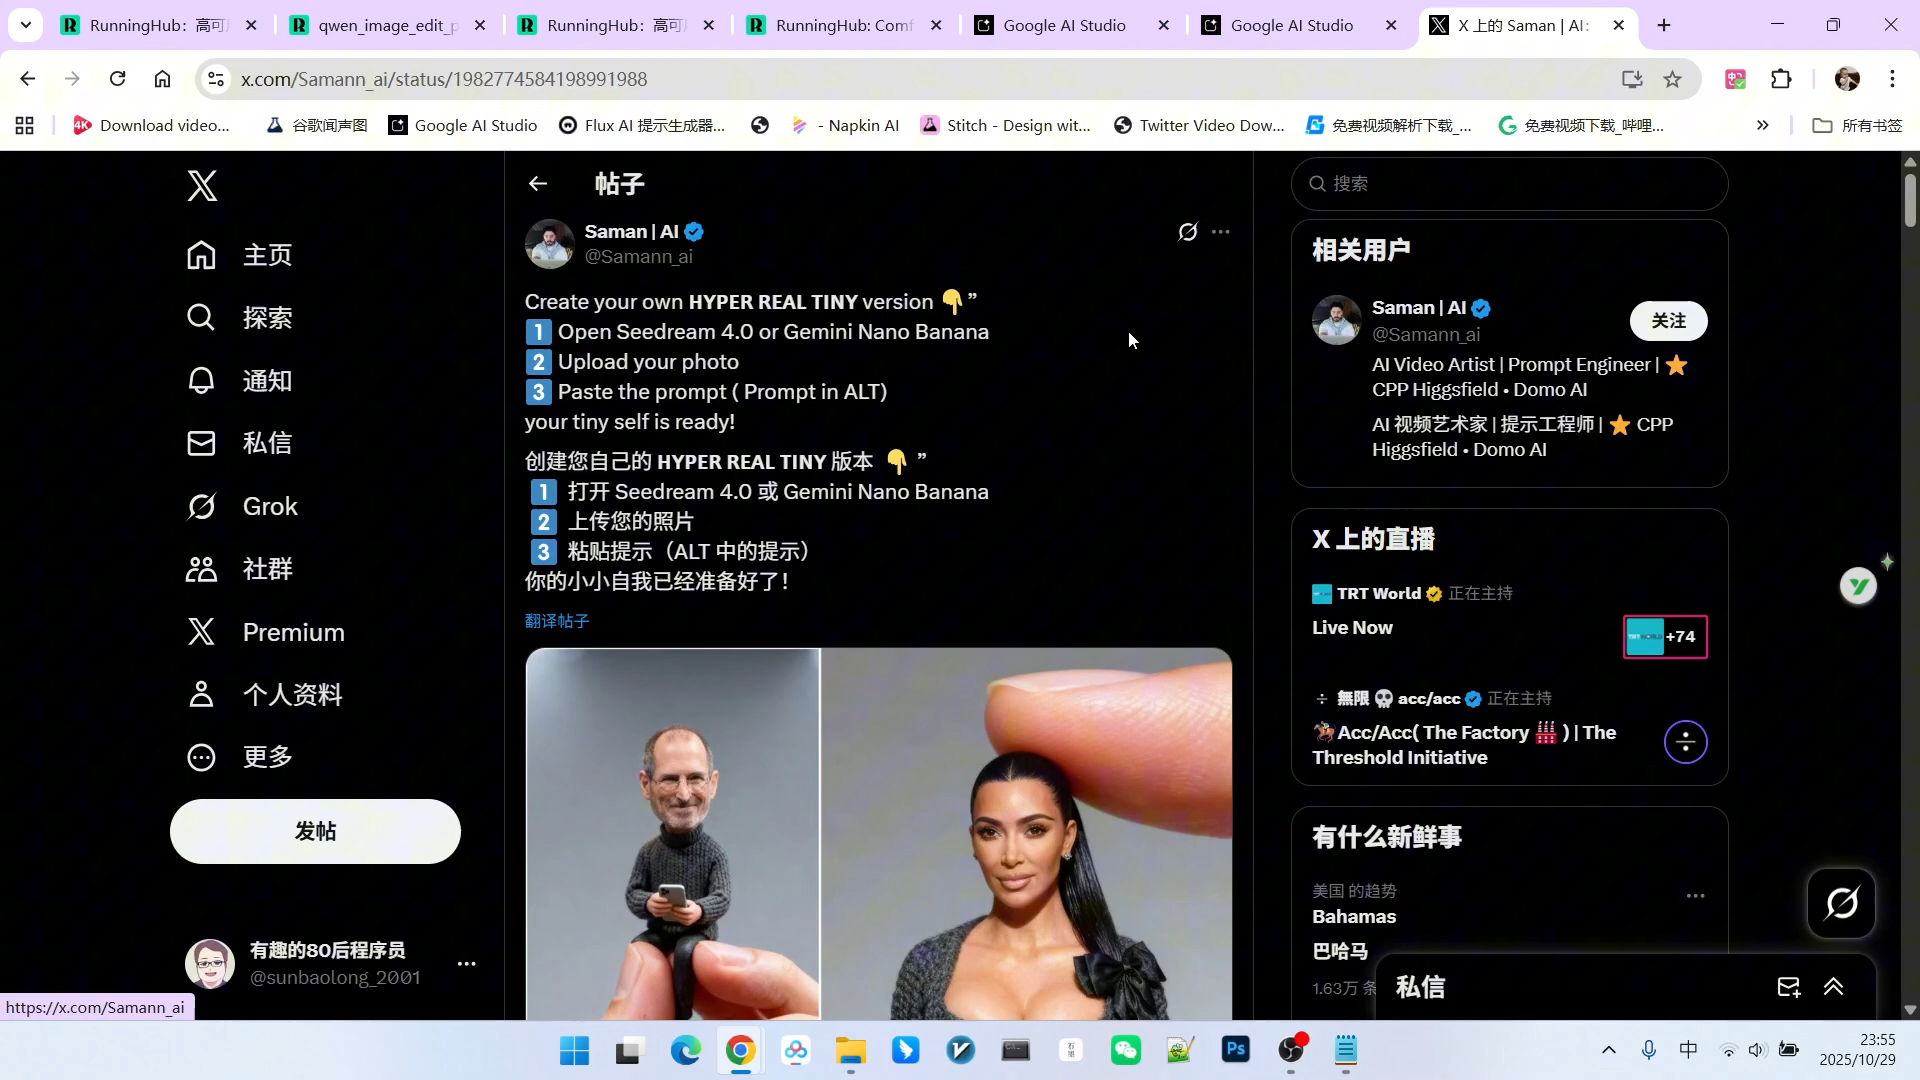 RunningHub：高可
qwen_image_edit_p
RunningHub：高可
RunningHub: Comf
Google AI Studio
Google AI Studio
X 上的 Saman | AI:
x.com/Samann_ai/status/1982774584198991988
Download video...
谷歌闻声图
Google AI Studio
Flux AI 提示生成器...
- Napkin AI
Stitch - Design wit...
Twitter Video Dow...
免费视频解析下载_...
免费视频下载_哔哩...
所有书签
主页
探索
通知
私信
Grok
社群
Premium
个人资料
更多
发帖
有趣的80后程序员
@sunbaolong_2001
https://x.com/Samann_ai
帖子
Saman | AI
@Samann_ai
Create your own HYPER REAL TINY version 👇 ”
1️⃣ Open Seedream 4.0 or Gemini Nano Banana
2️⃣ Upload your photo
3️⃣ Paste the prompt ( Prompt in ALT)
your tiny self is ready!
创建您自己的 HYPER REAL TINY 版本 👇 ”
1️⃣ 打开 Seedream 4.0 或 Gemini Nano Banana
2️⃣ 上传您的照片
3️⃣ 粘贴提示（ALT 中的提示）
你的小小自我已经准备好了！
翻译帖子
搜索
相关用户
Saman | AI
@Samann_ai
关注
AI Video Artist | Prompt Engineer | ⭐
CPP Higgsfield • Domo AI
AI 视频艺术家 | 提示工程师 | ⭐ CPP
Higgsfield • Domo AI
X 上的直播
TRT World 正在主持
Live Now
+74
÷ 無限 💀 acc/acc 正在主持
🏇Acc/Acc( The Factory 🏭 ) | The
Threshold Initiative
有什么新鲜事
美国 的趋势
Bahamas
巴哈马
1.63万 条
私信
Ps
中
23:55
2025/10/29